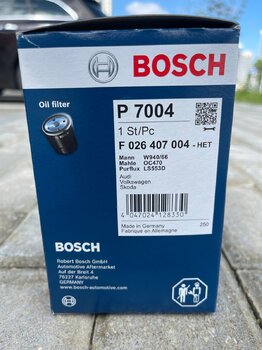 BOSCH
Oil filter
P 7004
1 St/Pc
F 026 407 004 - HET
Mann W940/66
Mahle OC470
Purflux LS553D
Audi
Volkswagen
Skoda
4 047024 128330
Made in Germany
Fabriqué en Allemagne
250
BOSCH
Robert Bosch GmbH
Automotive Aftermarket
Auf der Breit 4
76227 Karlsruhe
GERMANY
www.bosch-automotive.com